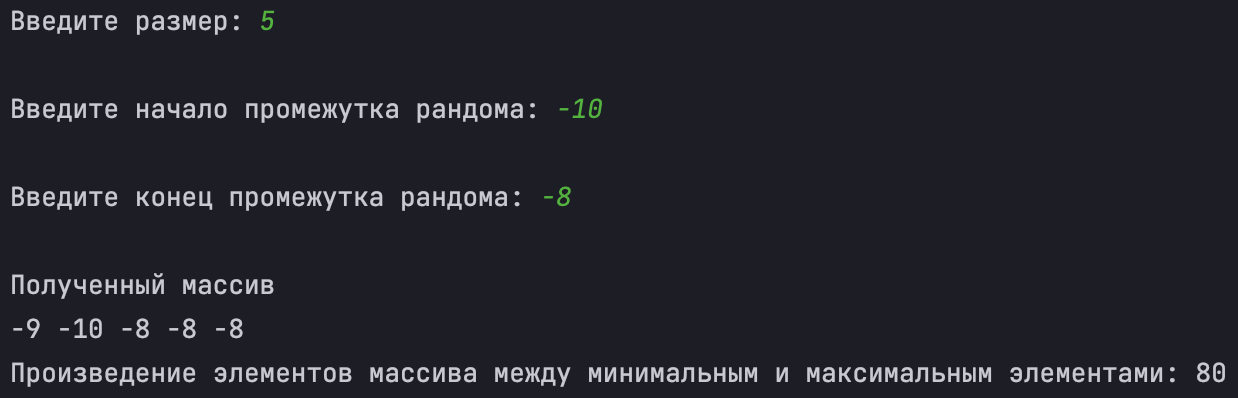 Введите размер: 5
Введите начало промежутка рандома: -10
Введите конец промежутка рандома: -8
Полученный массив
-9 -10 -8 -8 -8
Произведение элементов массива между минимальным и максимальным элементами: 80